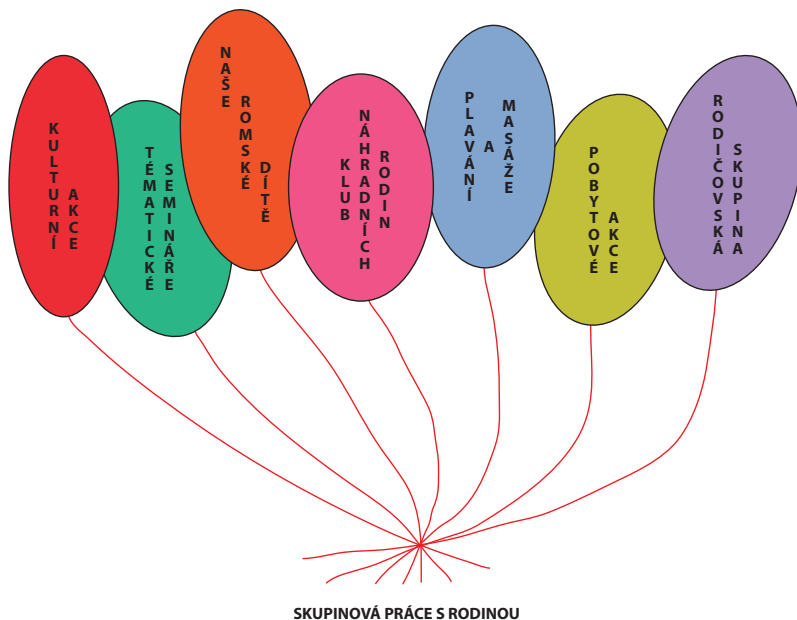 KULTURNÍ
AKCE
TÉMATICKÉ
SEMINÁŘE
NAŠE
ROMSKÉ
DÍTĚ
KLUB
NÁHRADNÍCH
RODIN
PLAVÁNÍ
A
MASÁŽE
POBYTOVÉ
AKCE
RODIČOVSKÁ
SKUPINA
SKUPINOVÁ PRÁCE S RODINOU